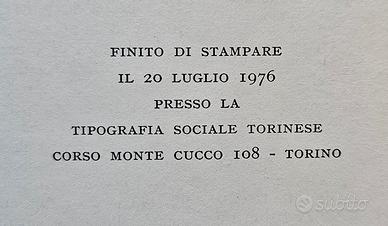 FINITO DI STAMPARE
IL 20 LUGLIO 1976
PRESSO LA
TIPOGRAFIA SOCIALE TORINESE
CORSO MONTE CUCCO 108 - TORINO
subito